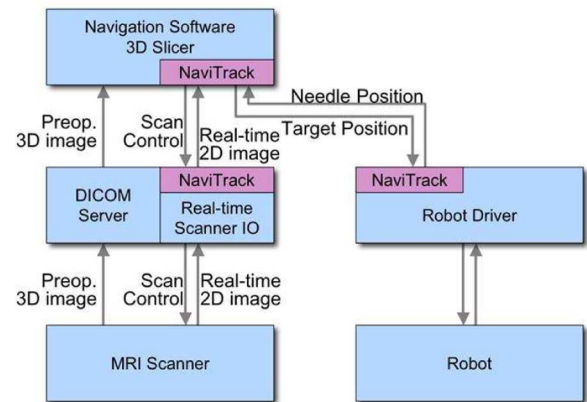 Navigation Software
3D Slicer
NaviTrack
Preop.
3D image
Scan
Control
Real-time
2D image
Needle Position
Target Position
DICOM
Server
NaviTrack
Real-time
Scanner IO
NaviTrack
Robot Driver
Preop.
3D image
Scan
Control
Real-time
2D image
MRI Scanner
Robot